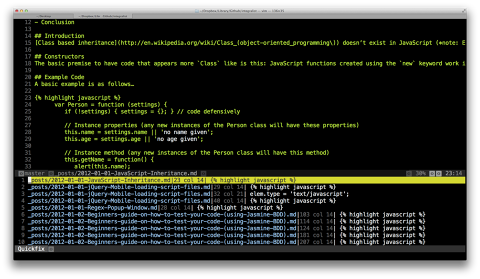 12 - Conclusion
13
14 ## Introduction
15 [Class based inheritance](http://en.wikipedia.org/wiki/Class_(object-oriented_programming\)) doesn't exist in JavaScript (*note: E
16
17 ## Constructors
18 The basic premise to have code that appears more `Class` like is this: JavaScript functions created using the `new` keyword work i
19
20 ## Example Code
21 A basic example is as follows…
22
23 {% highlight javascript %}
24 var Person = function (settings) {
25 if (!settings) { settings = {}; } // code defensively
26
27 // Instance properties (any new instances of the Person class will have these properties)
28 this.name = settings.name || 'no name given';
29 this.age = settings.age || 'no age given';
30
31 // Instance method (any new instances of the Person class will have this method)
32 this.getName = function() {
33 alert(this.name);
master _posts/2012-01-01-JavaScript-Inheritance.md 30% 23:14
1 _posts/2012-01-01-JavaScript-Inheritance.md|23 col 14| {% highlight javascript %}
2 _posts/2012-01-01-jQuery-Mobile-loading-script-files.md|29 col 14| {% highlight javascript %}
3 _posts/2012-01-01-jQuery-Mobile-loading-script-files.md|32 col 31| elem.type = 'text/javascript';
4 _posts/2012-01-01-jQuery-Mobile-loading-script-files.md|40 col 14| {% highlight javascript %}
5 _posts/2012-01-01-Regex-Popup-Window.md|28 col 14| {% highlight javascript %}
6 _posts/2012-01-02-Beginners-guide-on-how-to-test-your-code-(using-Jasmine-BDD).md|103 col 14| {% highlight javascript %}
7 _posts/2012-01-02-Beginners-guide-on-how-to-test-your-code-(using-Jasmine-BDD).md|114 col 14| {% highlight javascript %}
8 _posts/2012-01-02-Beginners-guide-on-how-to-test-your-code-(using-Jasmine-BDD).md|124 col 14| {% highlight javascript %}
9 _posts/2012-01-02-Beginners-guide-on-how-to-test-your-code-(using-Jasmine-BDD).md| col 14| {% highlight javascript %}
10 _posts/2012-01-02-Beginners-guide-on-how-to-test-your-code-(using-Jasmine-BDD).md| col 14| {% highlight javascript %}
Quickfix